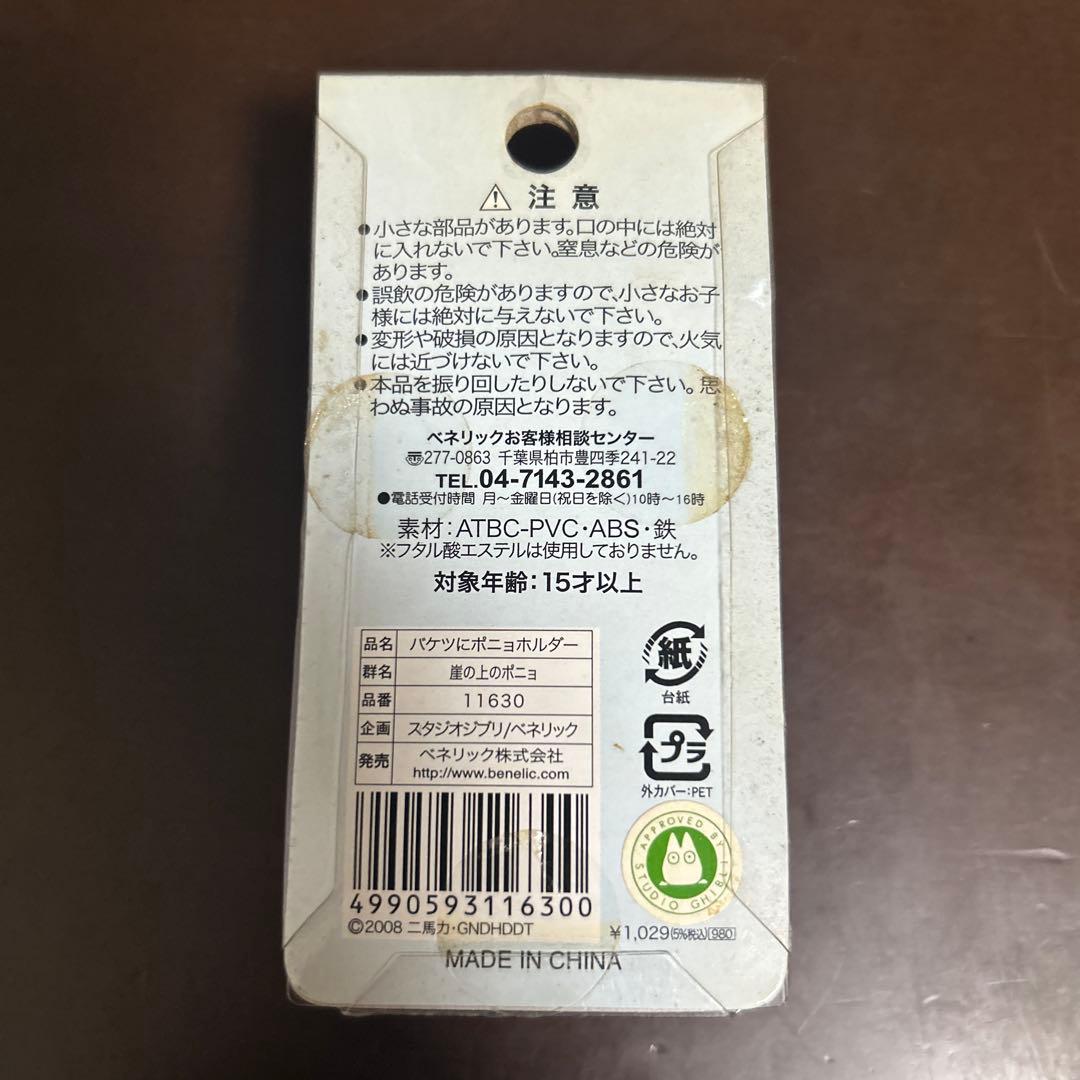 ⚠ 注意
●小さな部品があります。口の中には絶対
に入れないで下さい。窒息などの危険が
あります。
●誤飲の危険がありますので、小さなお子
様には絶対に与えないで下さい。
●変形や破損の原因となりますので、火気
には近づけないで下さい。
●本品を振り回したりしないで下さい。思
わぬ事故の原因となります。
ベネリックお客様相談センター
〠277-0863 千葉県柏市豊四季241-22
TEL.04-7143-2861
●電話受付時間 月〜金曜日(祝日を除く)10時〜16時
素材:ATBC-PVC・ABS・鉄
※フタル酸エステルは使用しておりません。
対象年齢:15才以上
品名 バケツにポニョホルダー
群名 崖の上のポニョ
品番 11630
企画 スタジオジブリ/ベネリック
発売 ベネリック株式会社
http://www.benelic.com
紙
台紙
プラ
外カバー:PET
APPROVED BY
STUDIO GHIBLI
4990593116300
©2008 二馬力・GNDHDDT
¥1,029(5%税込)980
MADE IN CHINA